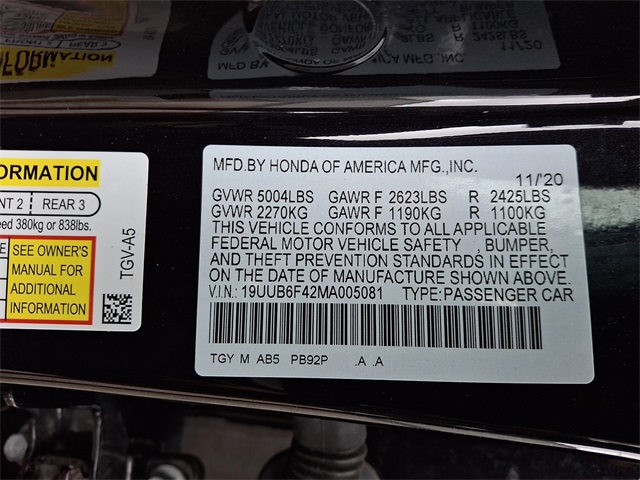 ORMATION
NT 2 REAR 3
eed 380kg or 838lbs.
SEE OWNER'S
MANUAL FOR
ADDITIONAL
INFORMATION
TGV-A5
MFD.BY HONDA OF AMERICA MFG.,INC.
11/'20
GVWR 5004LBS GAWR F 2623LBS R 2425LBS
GVWR 2270KG GAWR F 1190KG R 1100KG
THIS VEHICLE CONFORMS TO ALL APPLICABLE
FEDERAL MOTOR VEHICLE SAFETY , BUMPER,
AND THEFT PREVENTION STANDARDS IN EFFECT
ON THE DATE OF MANUFACTURE SHOWN ABOVE.
V.I.N.: 19UUB6F42MA005081 TYPE:PASSENGER CAR
TGY M AB5 PB92P .A .A